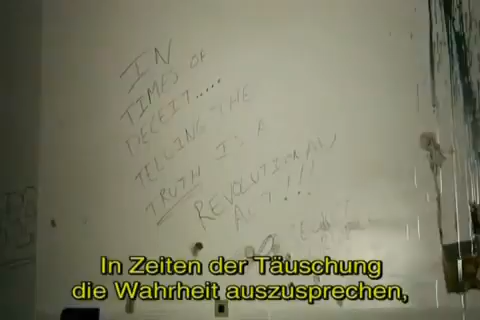 IN
TIMES OF
DECEIT.....
TELLING THE
TRUTH IS A
REVOLUTIONARY
ACT!!!
In Zeiten der Täuschung
die Wahrheit auszusprechen,